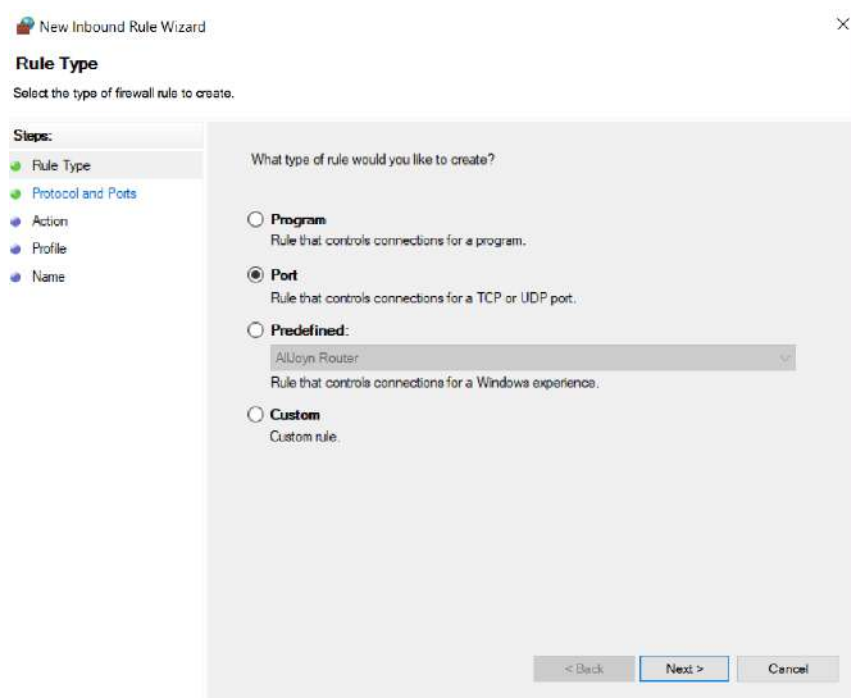 New Inbound Rule Wizard
Rule Type
Select the type of firewall rule to create.
Steps:
Rule Type
Protocol and Ports
Action
Profile
Name
What type of rule would you like to create?
Program
Rule that controls connections for a program.
Port
Rule that controls connections for a TCP or UDP port.
Predefined:
AllJoyn Router
Rule that controls connections for a Windows experience.
Custom
Custom rule.
< Back
Next >
Cancel